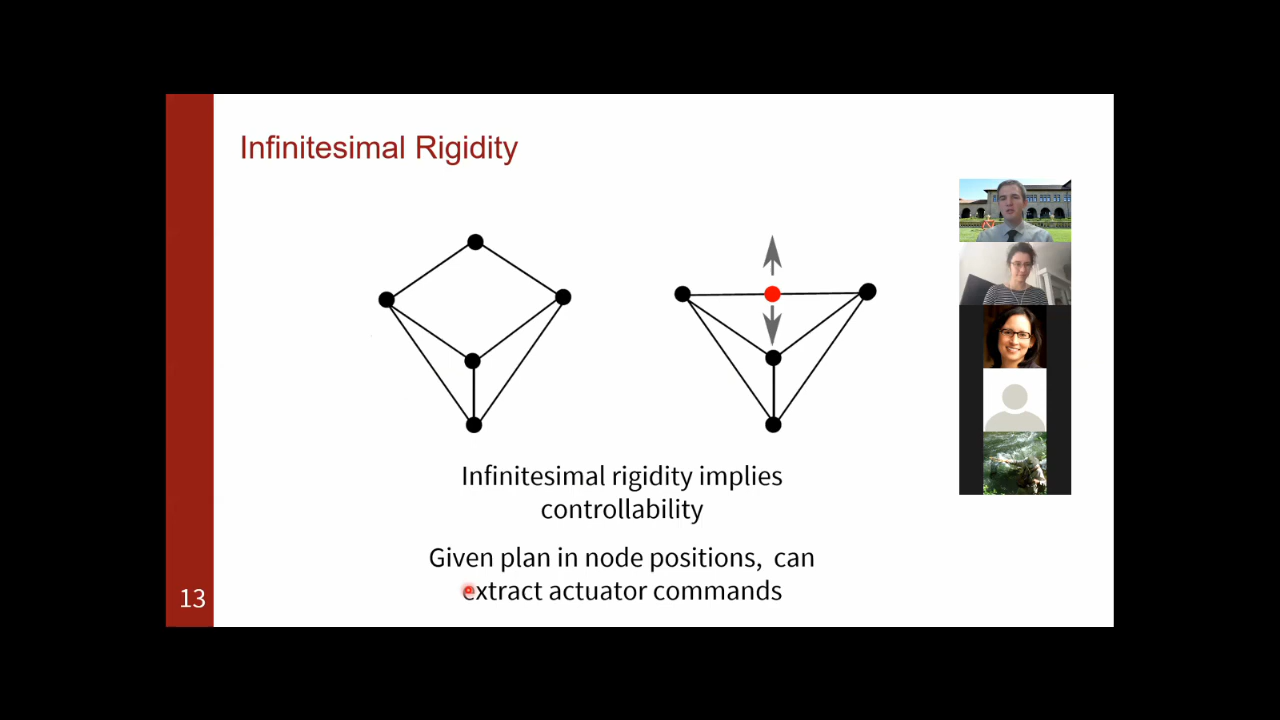 Infinitesimal Rigidity
Infinitesimal rigidity implies
controllability
Given plan in node positions, can
extract actuator commands
13